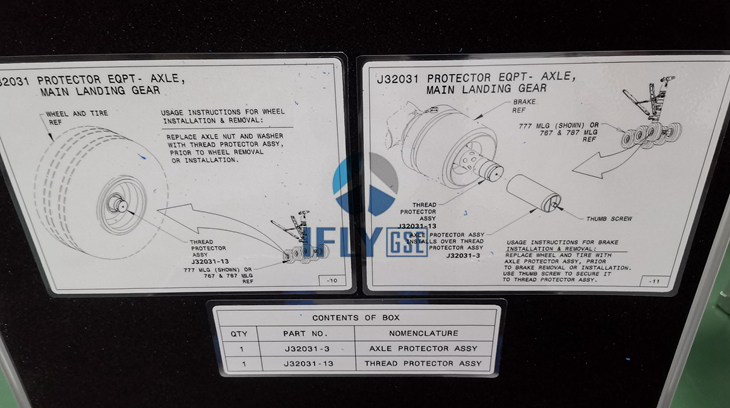 J32031 PROTECTOR EQPT- AXLE,
MAIN LANDING GEAR
WHEEL AND TIRE
REF
USAGE INSTRUCTIONS FOR WHEEL
INSTALLATION & REMOVAL:
REPLACE AXLE NUT AND WASHER
WITH THREAD PROTECTOR ASSY,
PRIOR TO WHEEL REMOVAL
OR INSTALLATION.
THREAD
PROTECTOR
ASSY
J32031-13
777 MLG (SHOWN) OR
767 & 787 MLG
REF
-10
J32031 PROTECTOR EQPT- AXLE,
MAIN LANDING GEAR
BRAKE
REF
777 MLG (SHOWN) OR
767 & 787 MLG
REF
THREAD
PROTECTOR
ASSY
J32031-13
AXLE PROTECTOR ASSY
INSTALLS OVER THREAD
PROTECTOR ASSY
J32031-3
THUMB SCREW
USAGE INSTRUCTIONS FOR BRAKE
INSTALLATION & REMOVAL:
REPLACE WHEEL AND TIRE WITH
AXLE PROTECTOR ASSY, PRIOR
TO BRAKE REMOVAL OR INSTALLATION.
USE THUMB SCREW TO SECURE IT
TO THREAD PROTECTOR ASSY.
-11
IFLY GSE
CONTENTS OF BOX
QTY PART NO. NOMENCLATURE
1 J32031-3 AXLE PROTECTOR ASSY
1 J32031-13 THREAD PROTECTOR ASSY